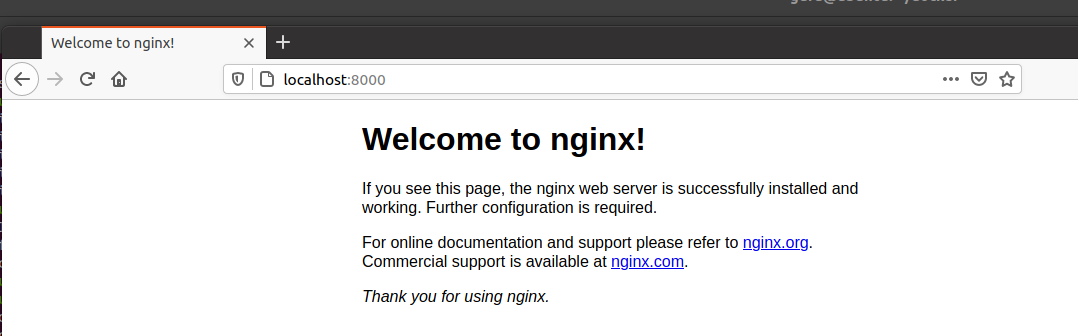 Welcome to nginx!
localhost:8000
Welcome to nginx!
If you see this page, the nginx web server is successfully installed and
working. Further configuration is required.
For online documentation and support please refer to nginx.org.
Commercial support is available at nginx.com.
Thank you for using nginx.